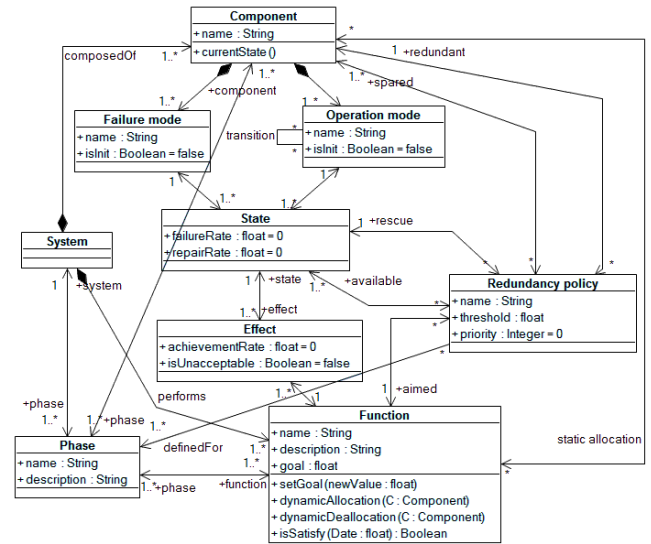 Component
+ name : String
+ currentState ()
composedOf
1..*
1..*
1..*
*
1
+redundant
1..*
+spared
+component
1..*
1..*
Failure mode
+ name : String
+ isInit : Boolean = false
transition
*
*
Operation mode
+ name : String
+ isInit : Boolean = false
1
1..*
1
1..*
State
+ failureRate : float = 0
+ repairRate : float = 0
1
+rescue
*
*
*
System
1
+system
1
+state
1..*
+available
*
Redundancy policy
+ name : String
+ threshold : float
+ priority : Integer = 0
*
*
1..*
+effect
Effect
+ achievementRate : float = 0
+ isUnacceptable : Boolean = false
1..*
1
1
+aimed
performs
+phase
1..*
1..*
+phase
1..*
definedFor
static allocation
Phase
+ name : String
+ description : String
1..*
+phase
1..*
1..*
+function
Function
+ name : String
+ description : String
+ goal : float
+ setGoal (newValue : float)
+ dynamicAllocation (C : Component)
+ dynamicDeallocation (C : Component)
+ isSatisfy (Date : float) : Boolean
*